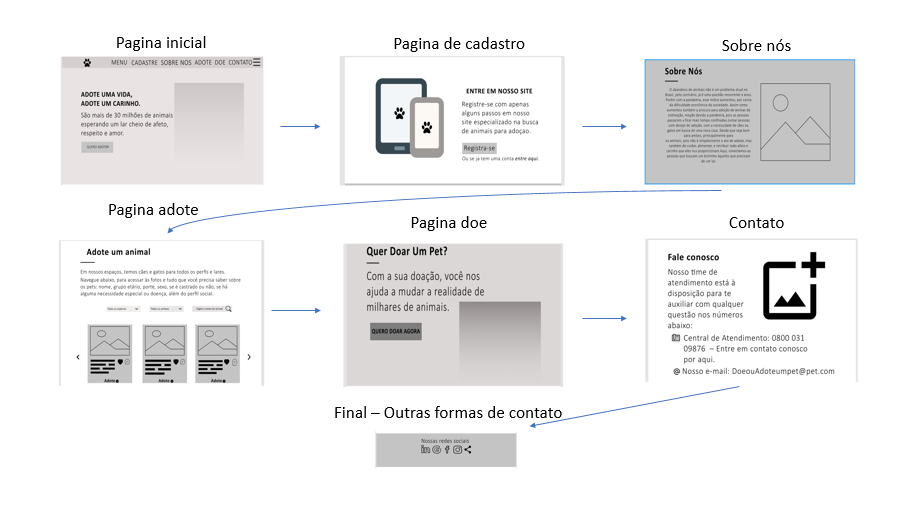 Pagina inicial
Pagina de cadastro
Sobre nós
MENU CADASTRE SOBRE NOS ADOTE DOE CONTATO
ADOTE UMA VIDA,
ADOTE UM CARINHO.
São mais de 30 milhões de animais
esperando um lar cheio de afeto,
respeito e amor.
QUERO ADOTAR
ENTRE EM NOSSO SITE
Registre-se com apenas
alguns passos em nosso
site especializado na busca
de animais para adoção.
Registra-se
Ou se ja tem uma conta entre aqui.
Sobre Nós
Pagina adote
Pagina doe
Contato
Adote um animal
Em nossos espaços, temos cães e gatos para todos os perfis e lares.
Navegue abaixo, para acessar às fotos e tudo que você precisa saber sobre
os pets: nome, grupo etário, porte, sexo, se é castrado ou não, se há
alguma necessidade especial ou doença, além do perfil social.
Adote
Adote
Adote
Quer Doar Um Pet?
Com a sua doação, você nos
ajuda a mudar a realidade de
milhares de animais.
QUERO DOAR AGORA
Fale conosco
Nosso time de
atendimento está à
disposição para te
auxiliar com qualquer
questão nos números
abaixo:
Central de Atendimento: 0800 031
09876 – Entre em contato conosco
por aqui.
@ Nosso e-mail: DoeouAdoteumpet@pet.com
Final – Outras formas de contato
Nossas redes sociais